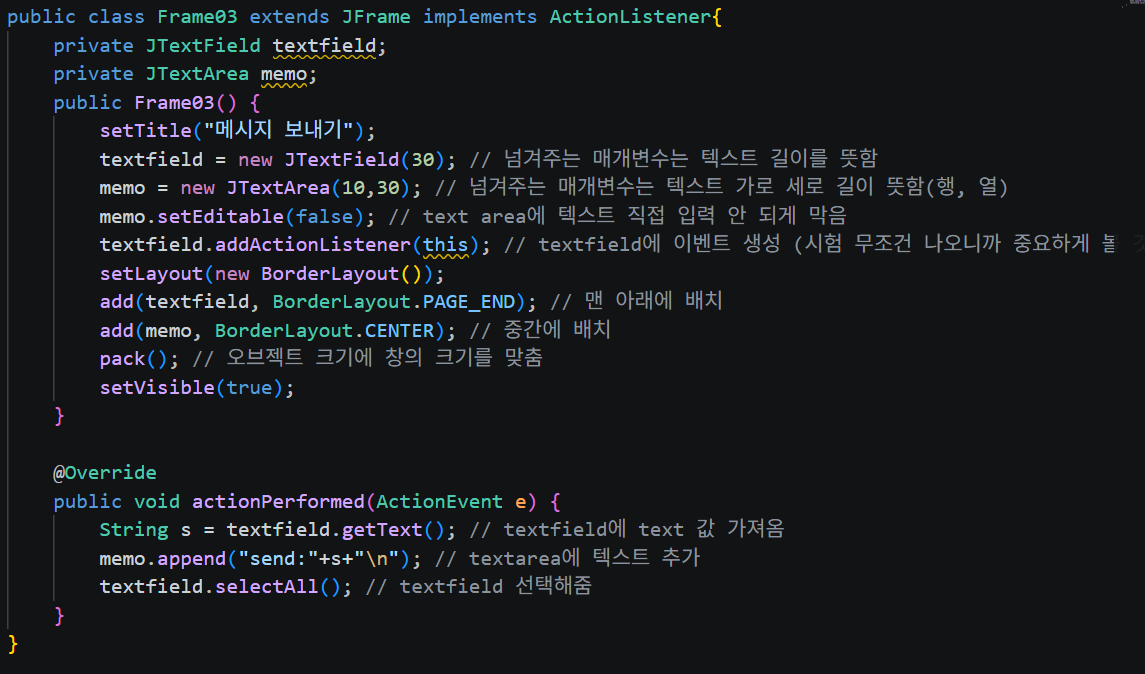 public class Frame03 extends JFrame implements ActionListener{
    private JTextField textfield;
    private JTextArea memo;
    public Frame03() {
        setTitle("메시지 보내기");
        textfield = new JTextField(30); // 넘겨주는 매개변수는 텍스트 길이를 뜻함
        memo = new JTextArea(10,30); // 넘겨주는 매개변수는 텍스트 가로 세로 길이 뜻함(행, 열)
        memo.setEditable(false); // text area에 텍스트 직접 입력 안 되게 막음
        textfield.addActionListener(this); // textfield에 이벤트 생성 (시험 무조건 나오니까 중요하게 볼
        setLayout(new BorderLayout());
        add(textfield, BorderLayout.PAGE_END); // 맨 아래에 배치
        add(memo, BorderLayout.CENTER); // 중간에 배치
        pack(); // 오브젝트 크기에 창의 크기를 맞춤
        setVisible(true);
    }
    @Override
    public void actionPerformed(ActionEvent e) {
        String s = textfield.getText(); // textfield에 text 값 가져옴
        memo.append("send:"+s+"\n"); // textarea에 텍스트 추가
        textfield.selectAll(); // textfield 선택해줌
    }
}